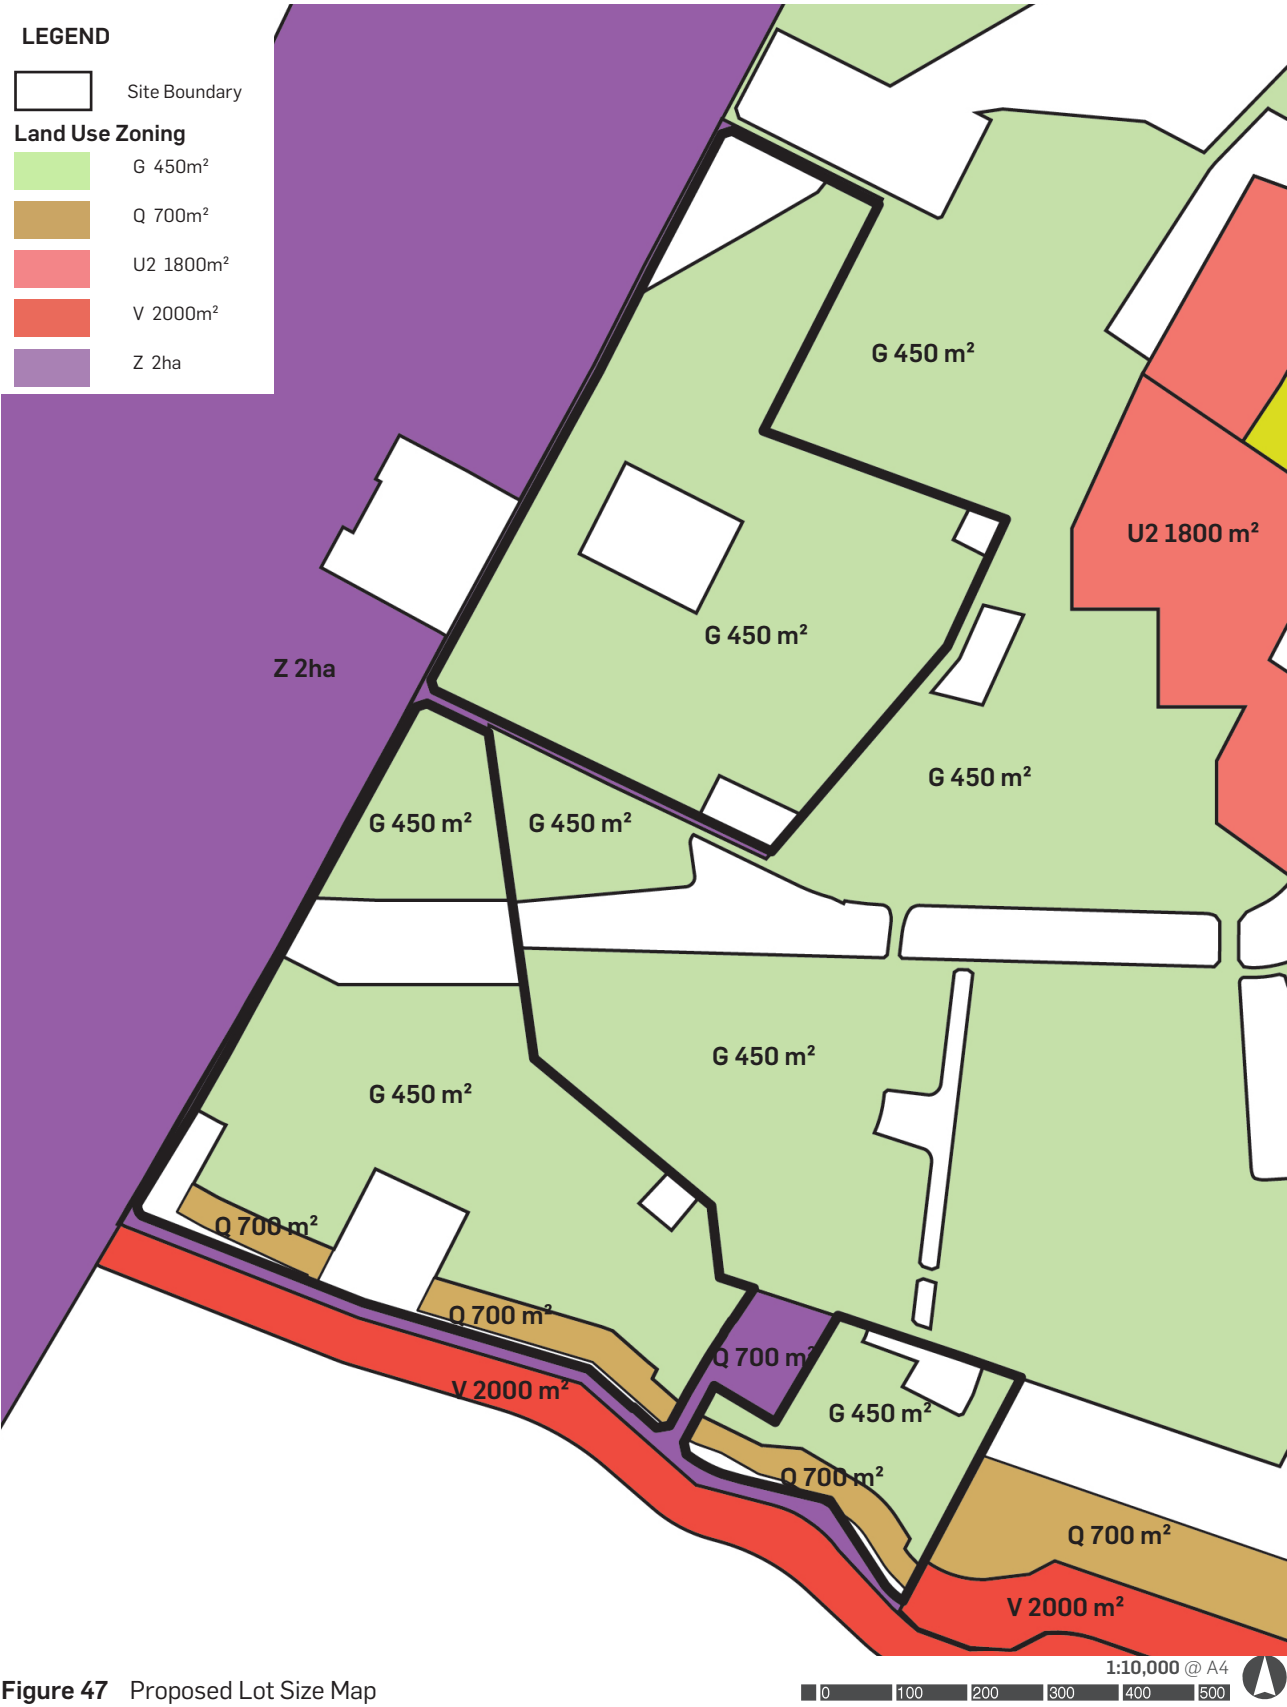 LEGEND
Site Boundary
Land Use Zoning
G 450m²
Q 700m²
U2 1800m²
V 2000m²
Z 2ha
G 450 m²
U2 1800 m²
G 450 m²
Z 2ha
G 450 m²
G 450 m²
G 450 m²
G 450 m²
G 450 m²
Q 700 m²
Q 700 m²
Q 700 m²
V 2000 m²
G 450 m²
Q 700 m²
Q 700 m²
V 2000 m²
1:10,000 @ A4
Figure 47 Proposed Lot Size Map
0 100 200 300 400 500